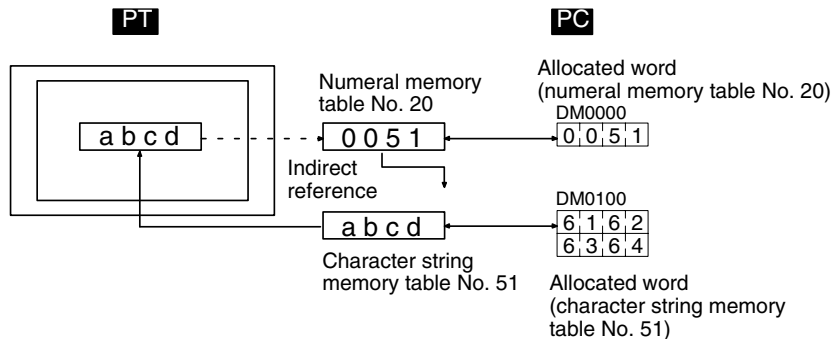 PT
PC
Numeral memory
table No. 20
Allocated word
(numeral memory table No. 20)
DM0000
a b c d
0 0 5 1
0 0 5 1
Indirect
reference
DM0100
a b c d
6 1 6 2
6 3 6 4
Character string
memory table No. 51
Allocated word
(character string memory
table No. 51)